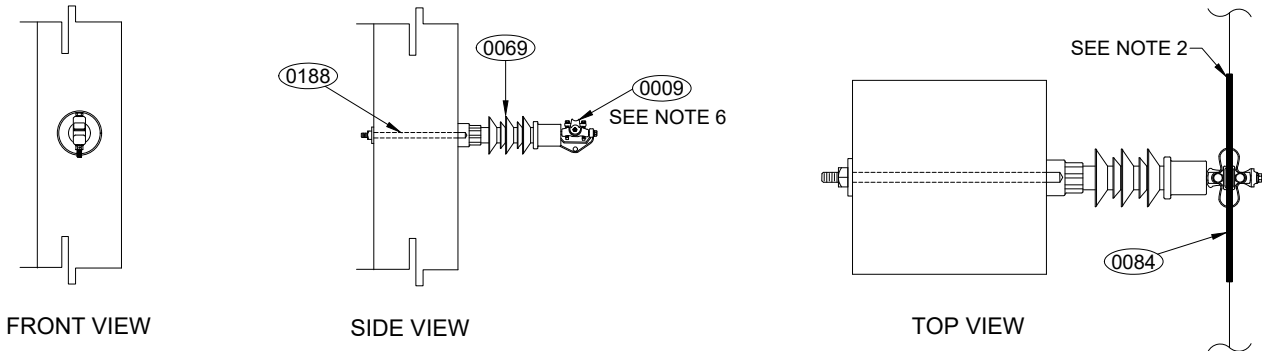 0069
0188
0009
SEE NOTE 6
SEE NOTE 2
0084
FRONT VIEW
SIDE VIEW
TOP VIEW